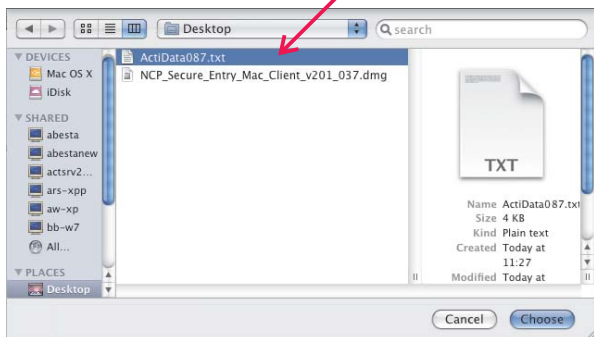 Desktop
search
DEVICES
Mac OS X
iDisk
SHARED
abesta
abestanew
actsrv2...
ars-xpp
aw-xp
bb-w7
All...
PLACES
Desktop
ActiData087.txt
NCP_Secure_Entry_Mac_Client_v201_037.dmg
TXT
Name ActiData087.txt
Size 4 KB
Kind Plain text
Created Today at
11:27
Modified Today at
Cancel Choose